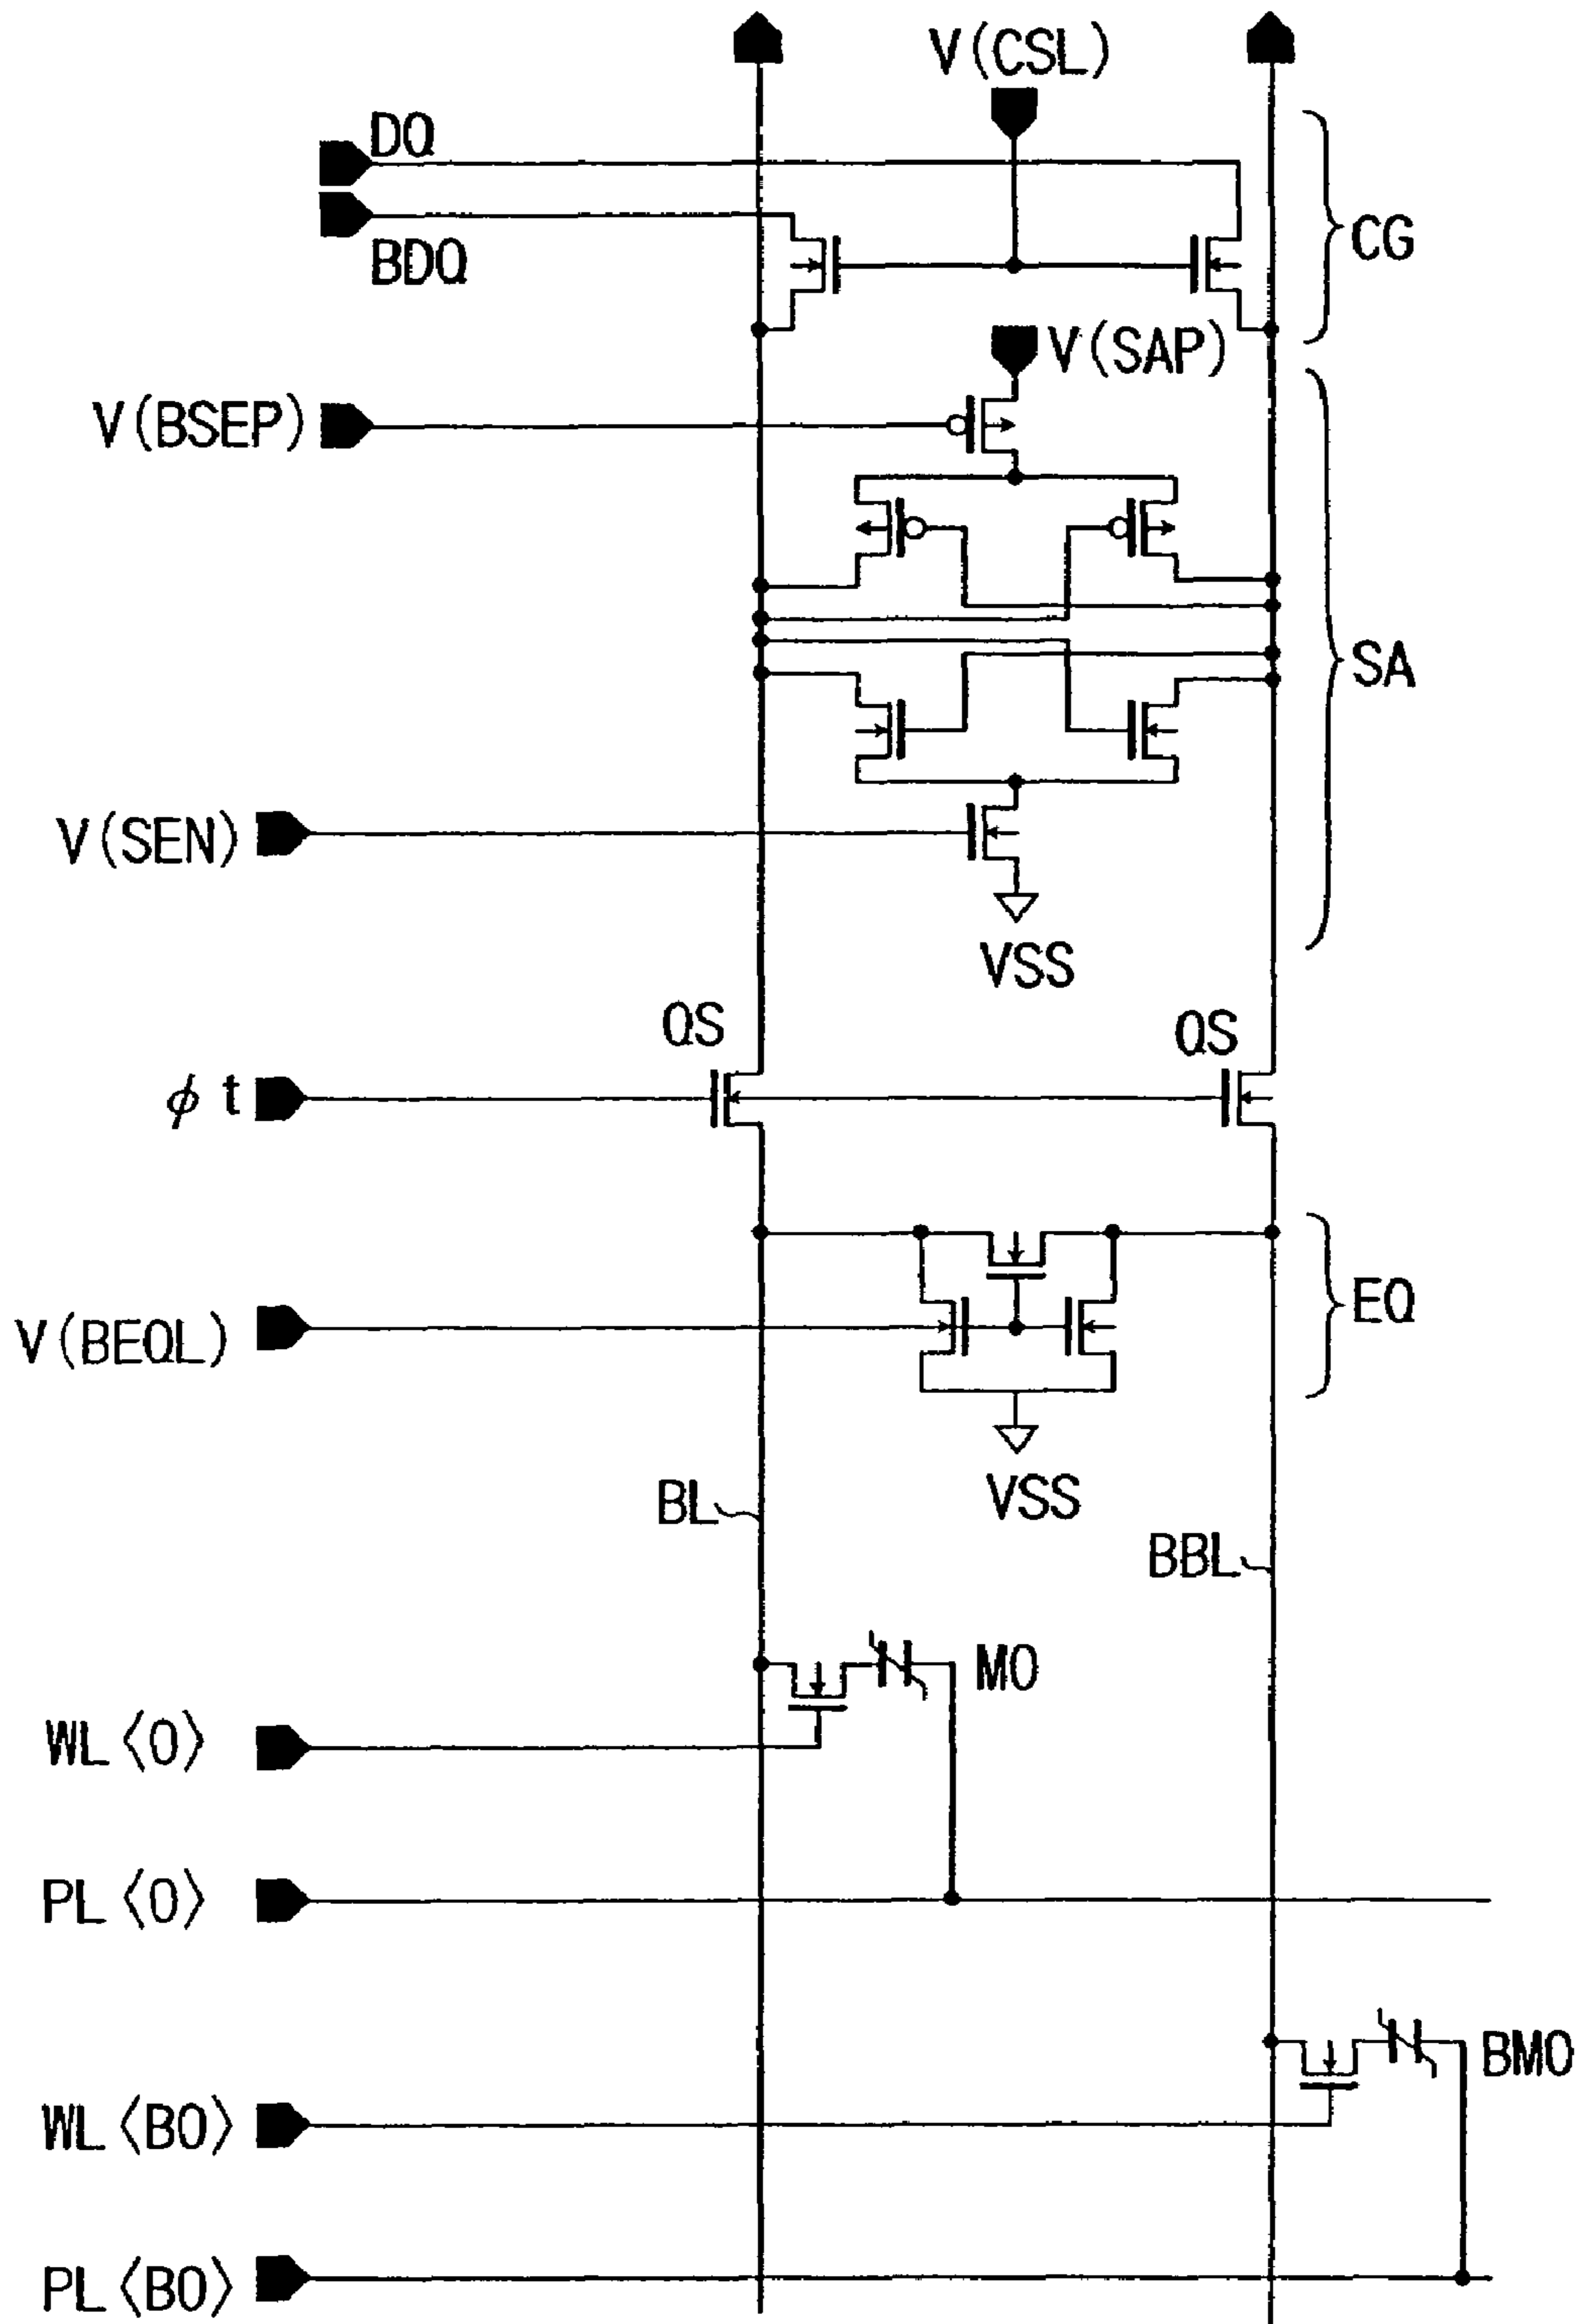 V(CSL)
DQ
BDQ
CG
V(SAP)
V(BSEP)
SA
V(SEN)
VSS
QS
QS
φt
EQ
V(BEQL)
VSS
BL
BBL
M0
WL〈0〉
PL〈0〉
BM0
WL〈B0〉
PL〈B0〉